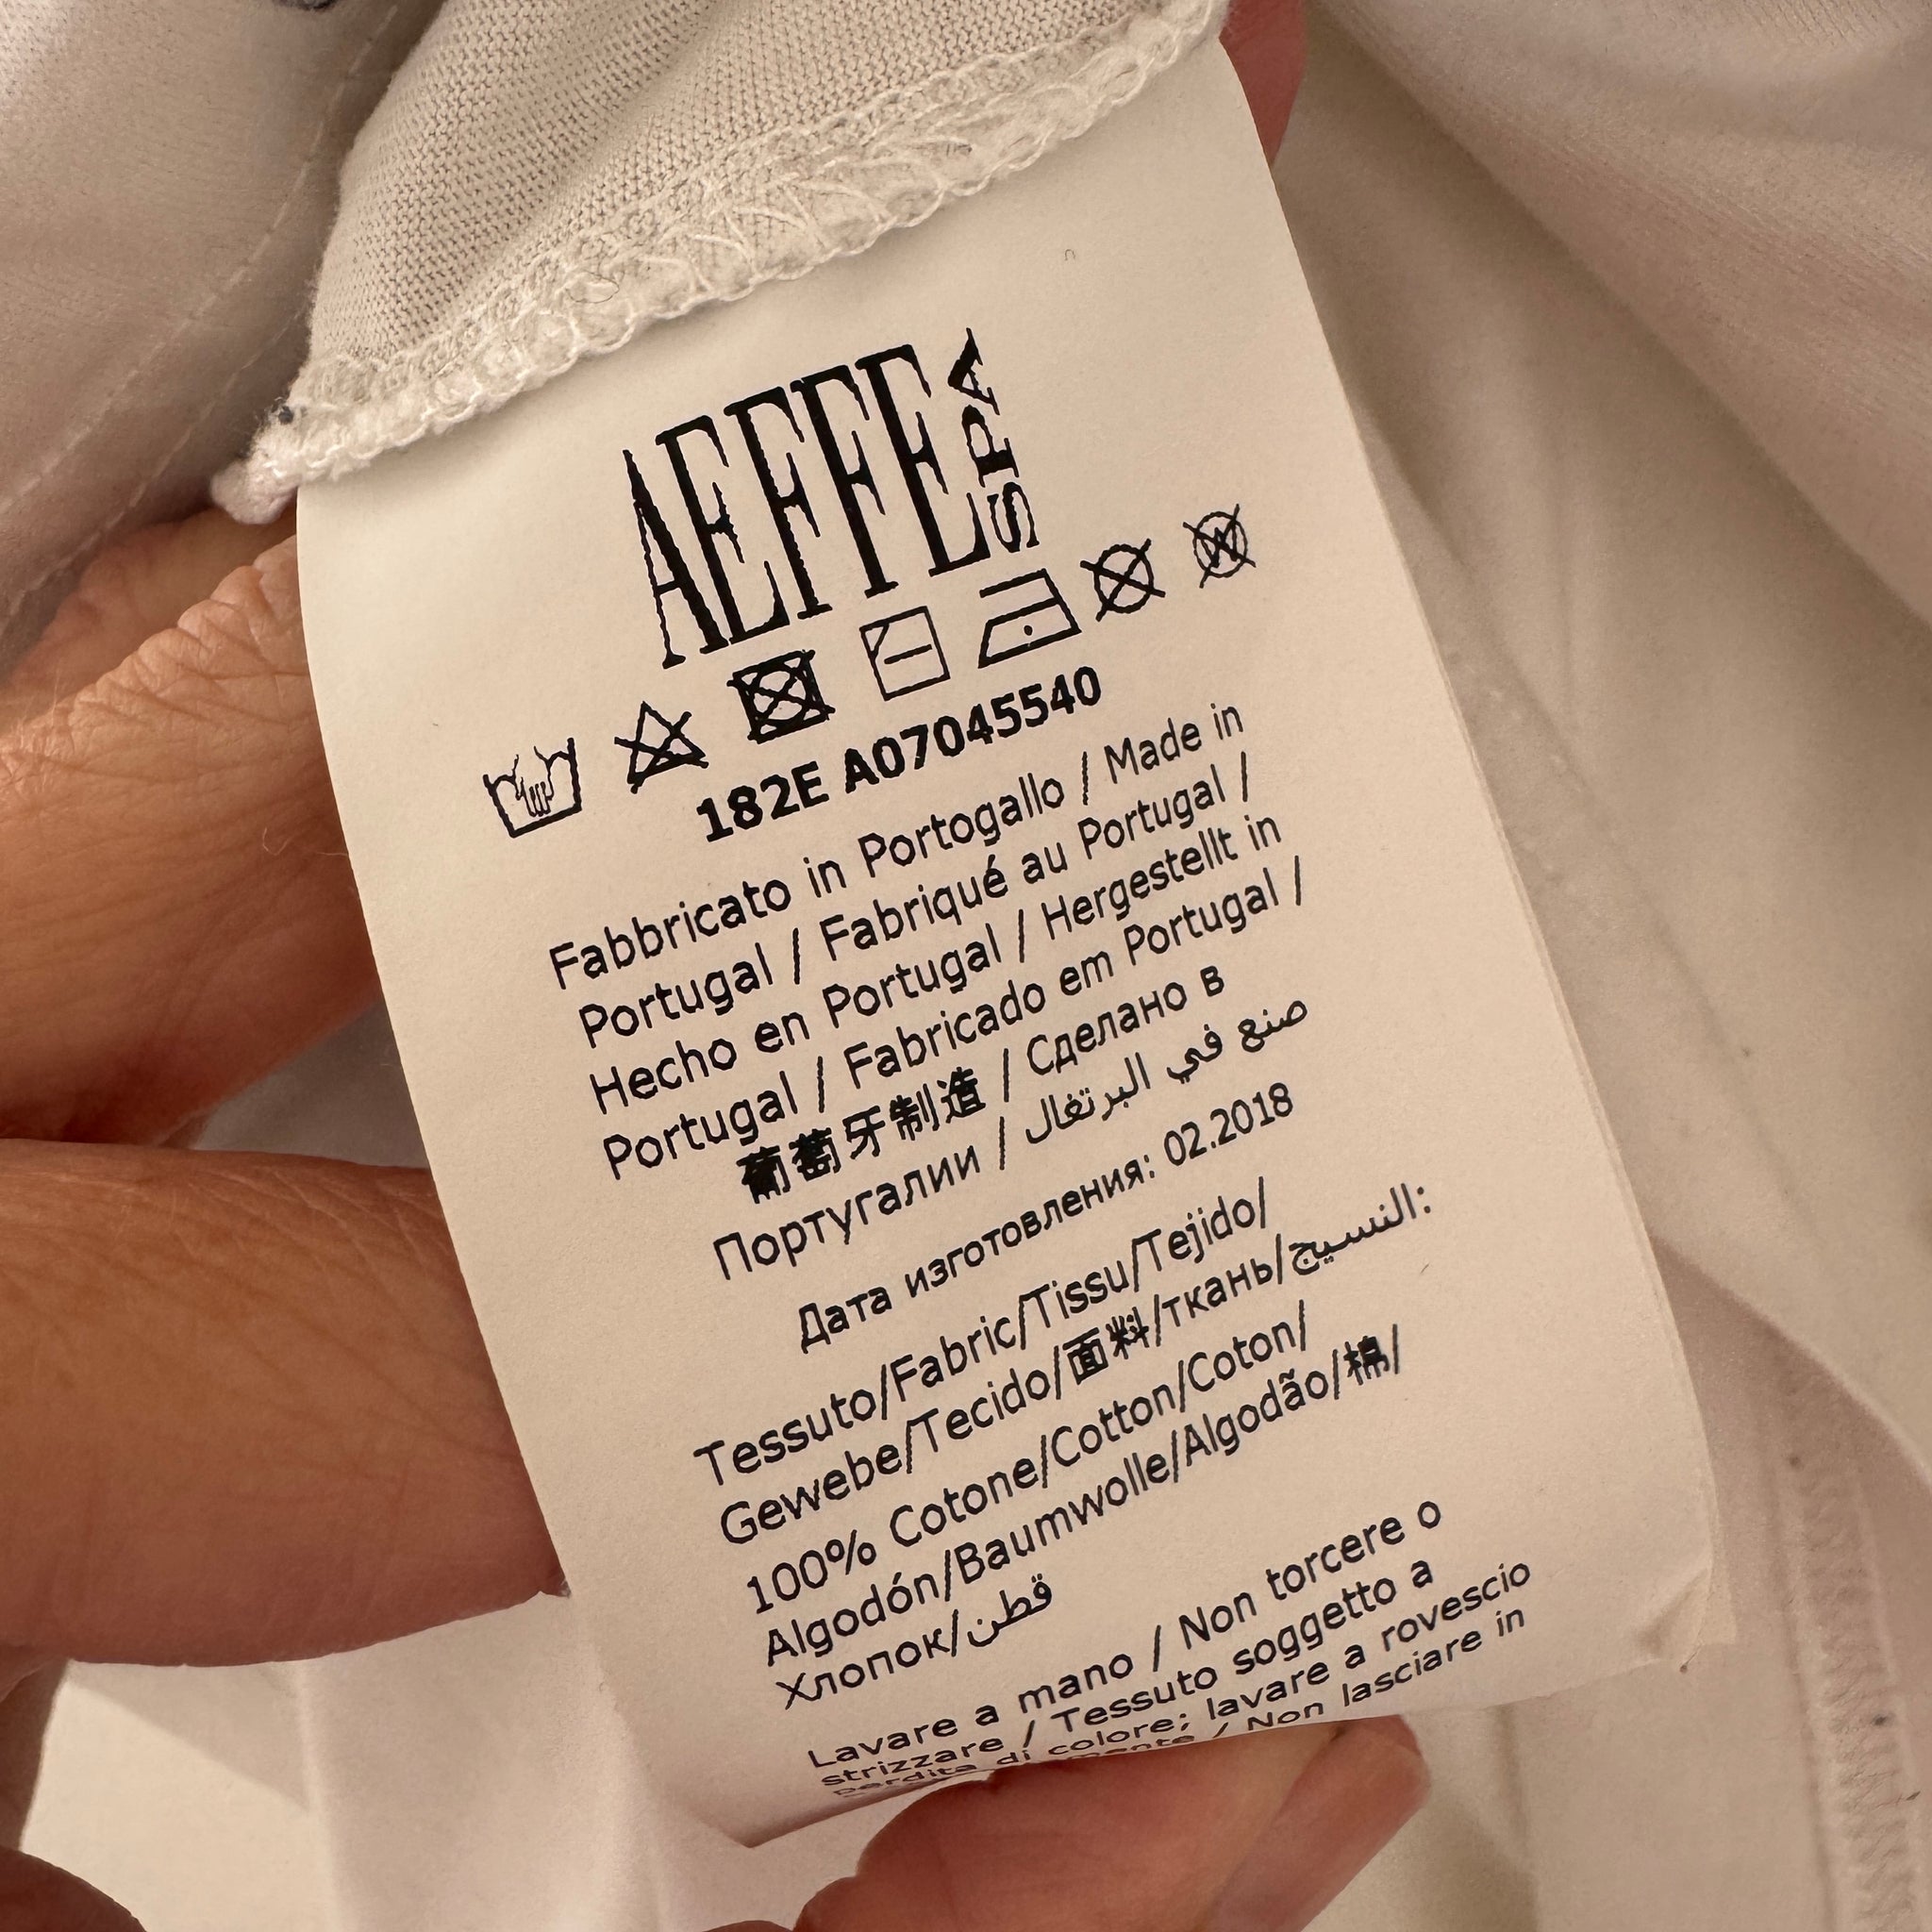 AEFFE SPA
W
182E A07045540
Fabbricato in Portogallo / Made in
Portugal / Fabriqué au Portugal /
Hecho en Portugal / Hergestellt in
Portugal / Fabricado em Portugal /
葡萄牙制造 / Сделано в
Португалии / صنع في البرتغال
Дата изготовления: 02.2018
Tessuto/Fabric/Tissu/Tejido/
Gewebe/Tecido/面料/ткань/النسيج:
100% Cotone/Cotton/Coton/
Algodón/Baumwolle/Algodão/棉/
Хлопок/قطن
Lavare a mano / Non torcere o
strizzare / Tessuto soggetto a
perdita di colore; lavare a rovescio
/ Non lasciare in